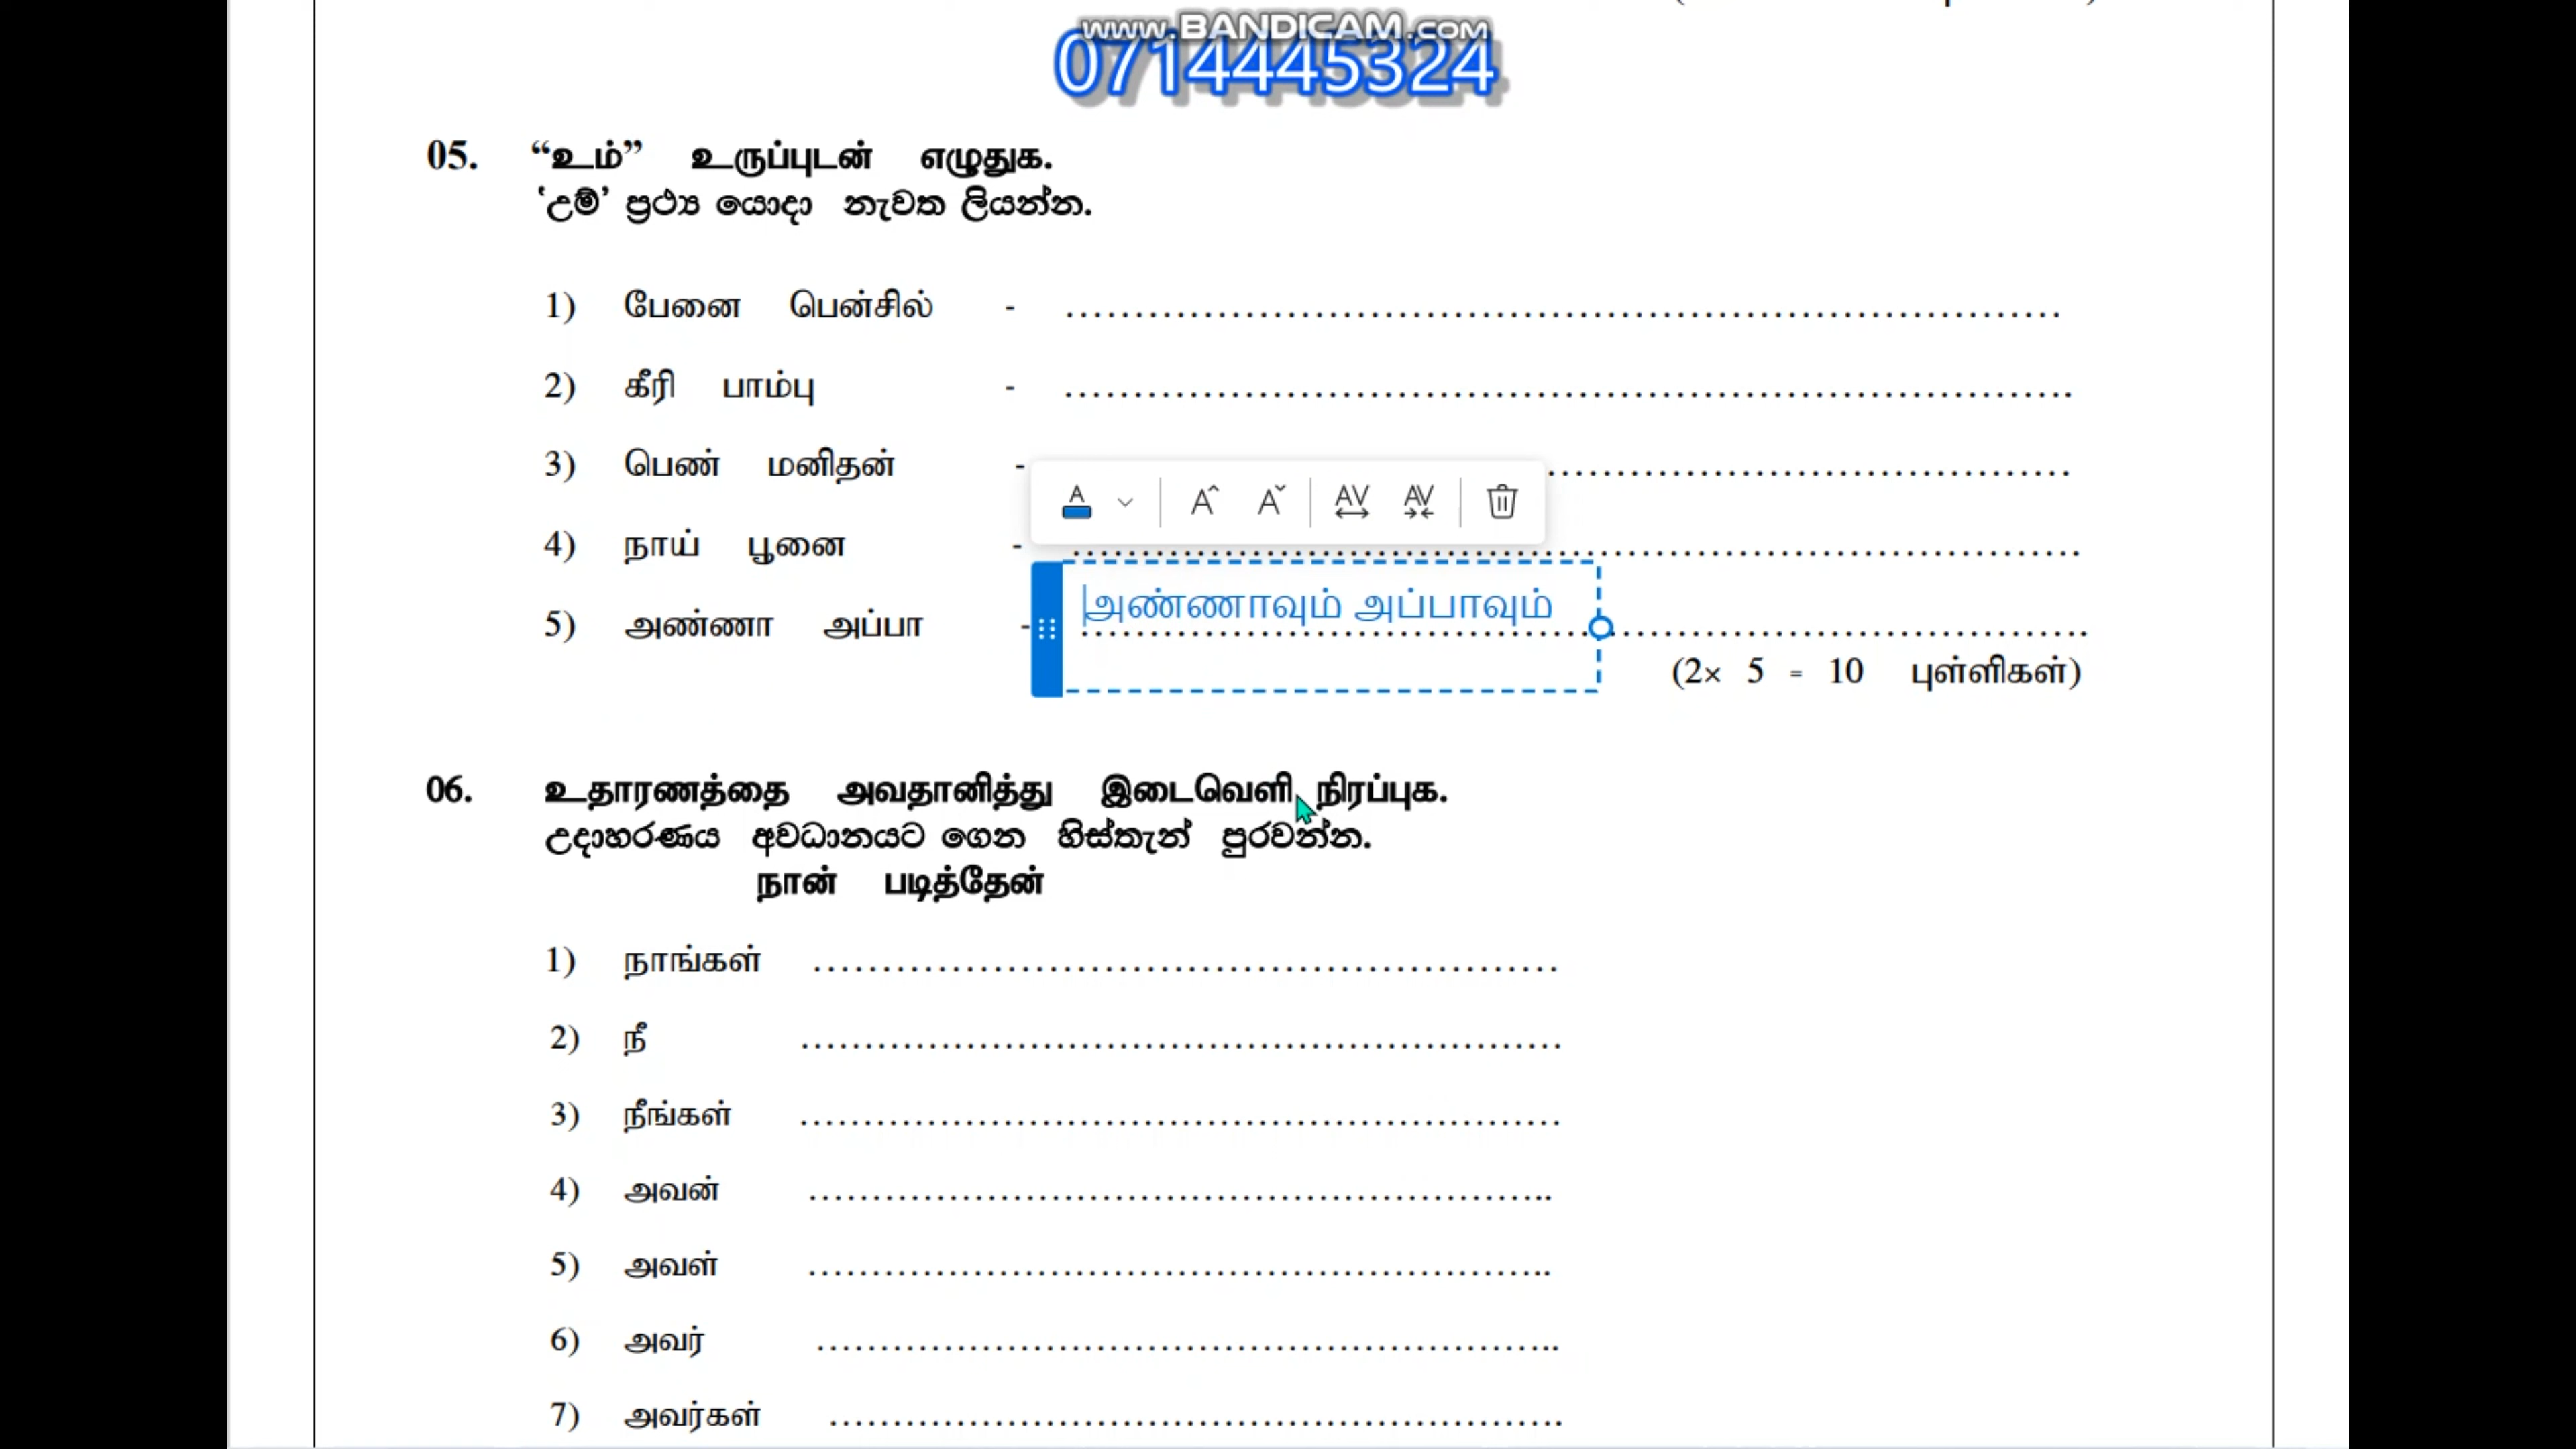 www.BANDICAM.com
0714445324
05. “உம்” உருப்புடன் எழுதுக.
‘උම්’ ප්‍රථ්‍ය යොදා නැවත ලියන්න.
1) பேனை பென்சில் - ........................................................................
2) கீரி பாம்பு - ........................................................................
3) பெண் மனிதன் - ......................................
4) நாய் பூனை - ........................................................................
5) அண்ணா அப்பா - அண்ணாவும் அப்பாவும் ........................................................................
(2× 5 = 10 புள்ளிகள்)
06. உதாரணத்தை அவதானித்து இடைவெளி நிரப்புக.
උදාහරණය අවධානයට ගෙන හිස්තැන් පුරවන්න.
நான் படித்தேன்
1) நாங்கள் ......................................................
2) நீ ......................................................
3) நீங்கள் ......................................................
4) அவன் ......................................................
5) அவள் ......................................................
6) அவர் ......................................................
7) அவர்கள் ......................................................